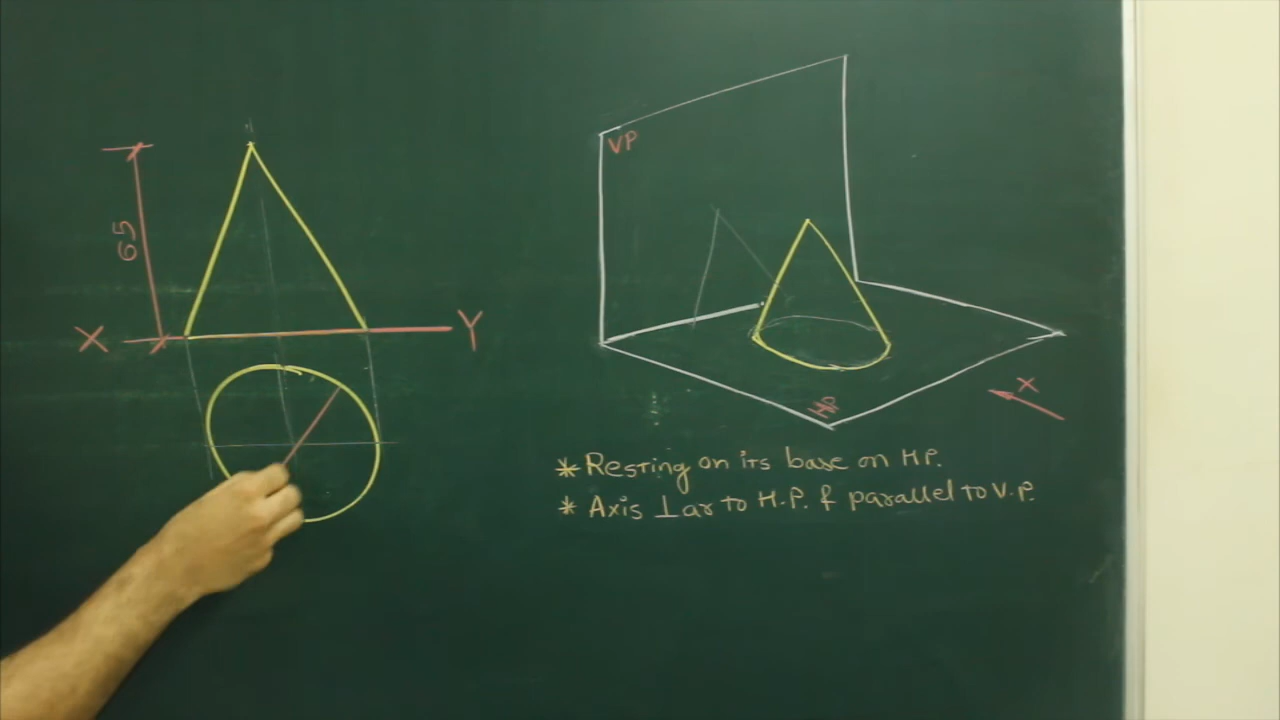 65
X
Y
VP
HP
X
* Resting on its base on H.P.
* Axis ⊥ar to H.P. & parallel to V.P.